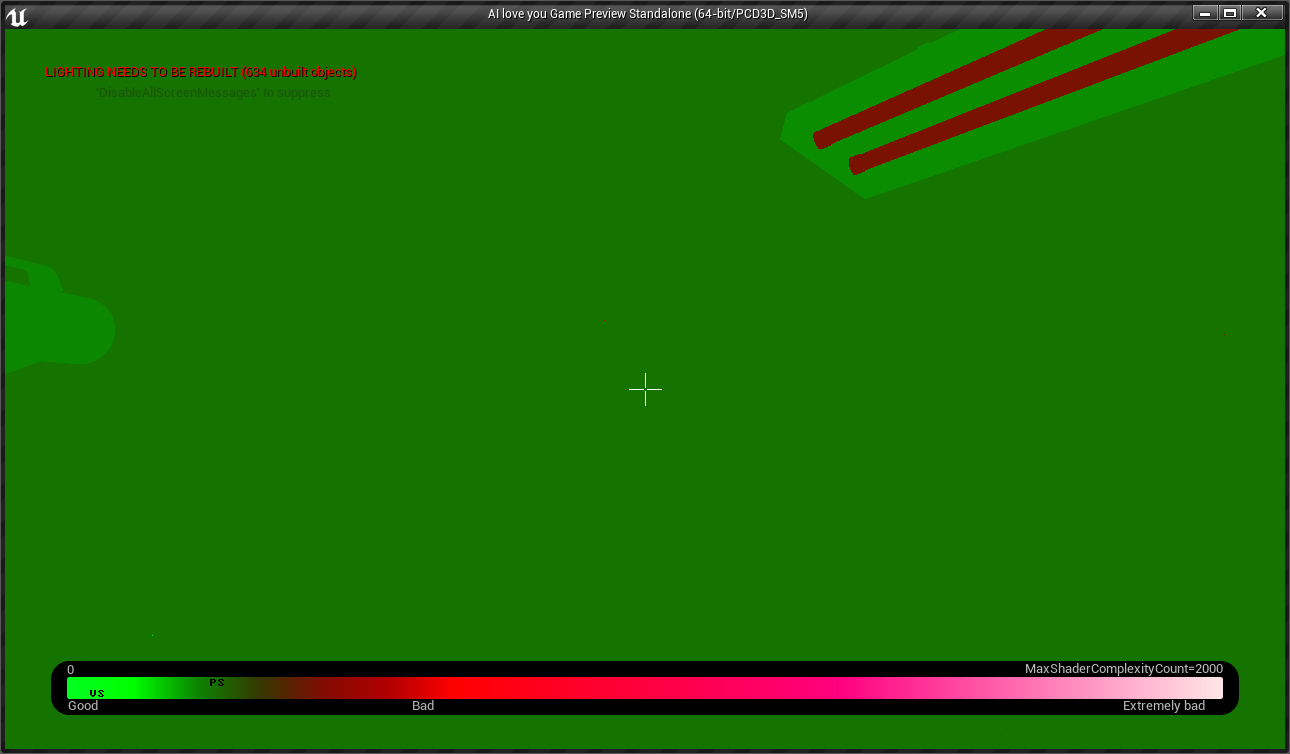 AI love you Game Preview Standalone (64-bit/PCD3D_SM5)
LIGHTING NEEDS TO BE REBUILT (634 unbuilt objects)
'DisableAllScreenMessages' to suppress
0 MaxShaderComplexityCount=2000
PS
VS
Good Bad Extremely bad